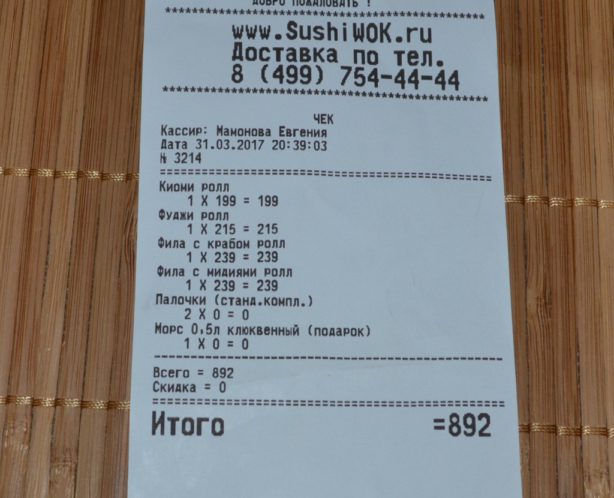 ДОБРО ПОЖАЛОВАТЬ !
****************************************
www.SushiWOK.ru
Доставка по тел.
8 (499) 754-44-44
****************************************
ЧЕК
Кассир: Мамонова Евгения
Дата 31.03.2017 20:39:03
№ 3214
========================================
Киоми ролл
1 X 199 = 199
Фуджи ролл
1 X 215 = 215
Фила с крабом ролл
1 X 239 = 239
Фила с мидиями ролл
1 X 239 = 239
Палочки (станд.компл.)
2 X 0 = 0
Морс 0,5л клюквенный (подарок)
1 X 0 = 0
----------------------------------------
Всего = 892
Скидка = 0
========================================
Итого =892